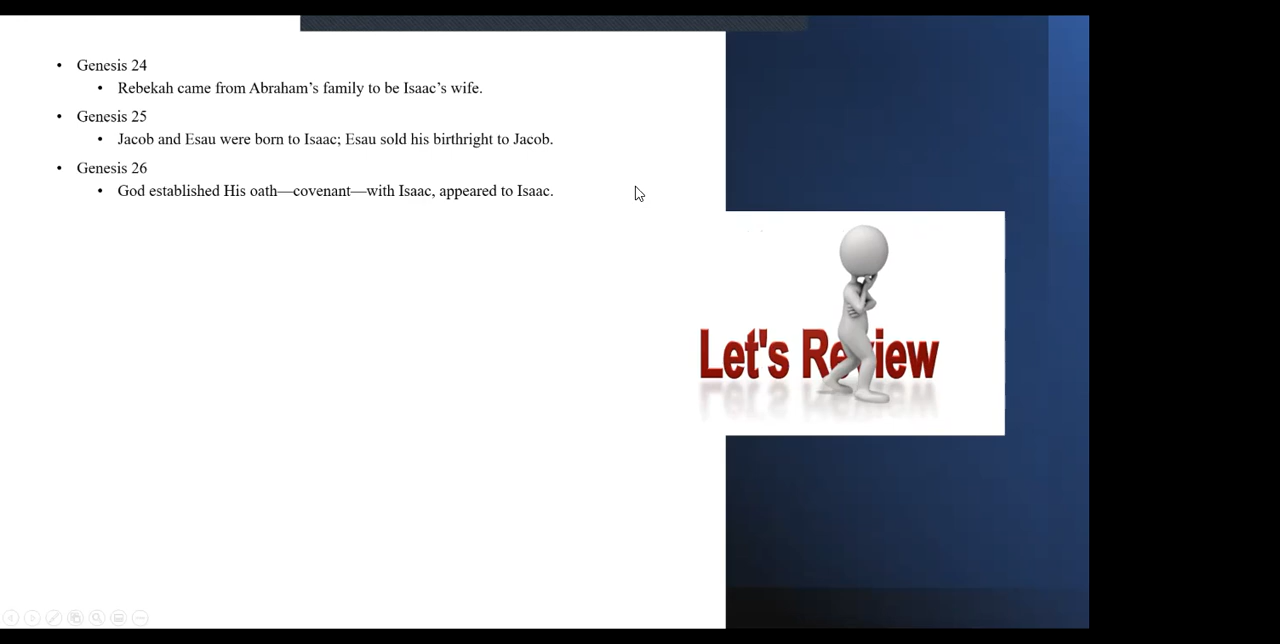 • Genesis 24
• Rebekah came from Abraham’s family to be Isaac’s wife.
• Genesis 25
• Jacob and Esau were born to Isaac; Esau sold his birthright to Jacob.
• Genesis 26
• God established His oath—covenant—with Isaac, appeared to Isaac.
Let's Review